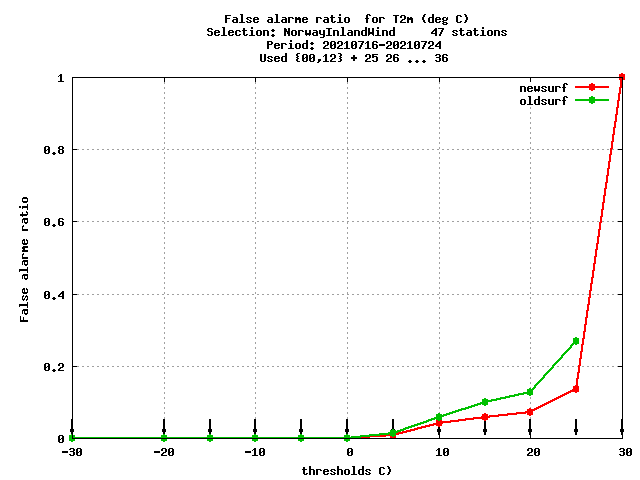 False alarme ratio  for T2m (deg C)
Selection: NorwayInlandWind     47 stations
Period: 20210716-20210724
Used {00,12} + 25 26 ... 36
newsurf
oldsurf
1
0.8
0.6
0.4
0.2
0
False alarme ratio
-30 -20 -10 0 10 20 30
thresholds C)